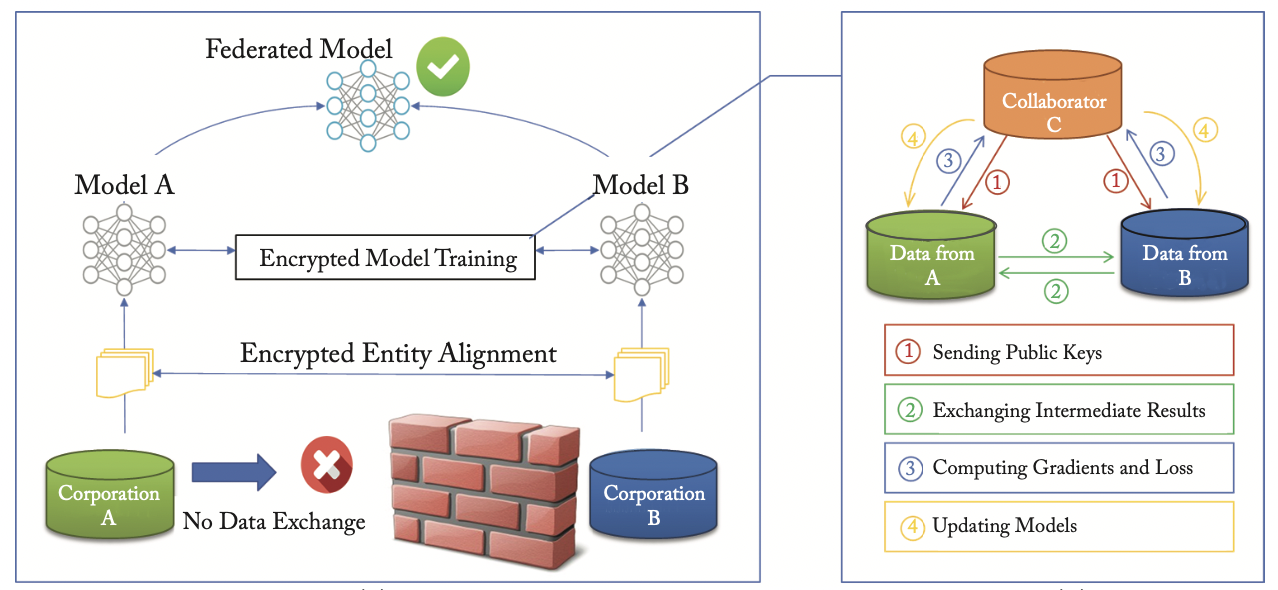 Federated Model
Model A
Model B
Encrypted Model Training
Encrypted Entity Alignment
Corporation
A
No Data Exchange
Corporation
B
Collaborator
C
4
3
1
1
3
4
Data from
A
2
2
Data from
B
1 Sending Public Keys
2 Exchanging Intermediate Results
3 Computing Gradients and Loss
4 Updating Models